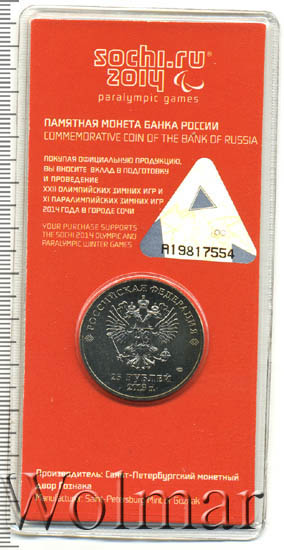 sochi.ru
2014
paralympic games
ПАМЯТНАЯ МОНЕТА БАНКА РОССИИ
COMMEMORATIVE COIN OF THE BANK OF RUSSIA
ПОКУПАЯ ОФИЦИАЛЬНУЮ ПРОДУКЦИЮ,
ВЫ ВНОСИТЕ ВКЛАД В ПОДГОТОВКУ
И ПРОВЕДЕНИЕ
XXII ОЛИМПИЙСКИХ ЗИМНИХ ИГР И
XI ПАРАЛИМПИЙСКИХ ЗИМНИХ ИГР
2014 ГОДА В ГОРОДЕ СОЧИ
YOUR PURCHASE SUPPORTS
THE SOCHI 2014 OLYMPIC AND
PARALYMPIC WINTER GAMES
A19817554
РОССИЙСКАЯ ФЕДЕРАЦИЯ
25 РУБЛЕЙ
2013 г.
Производитель: Санкт-Петербургский монетный
двор Гознака
Manufacturer: Saint-Petersburg Mint of Goznak
Wolmar